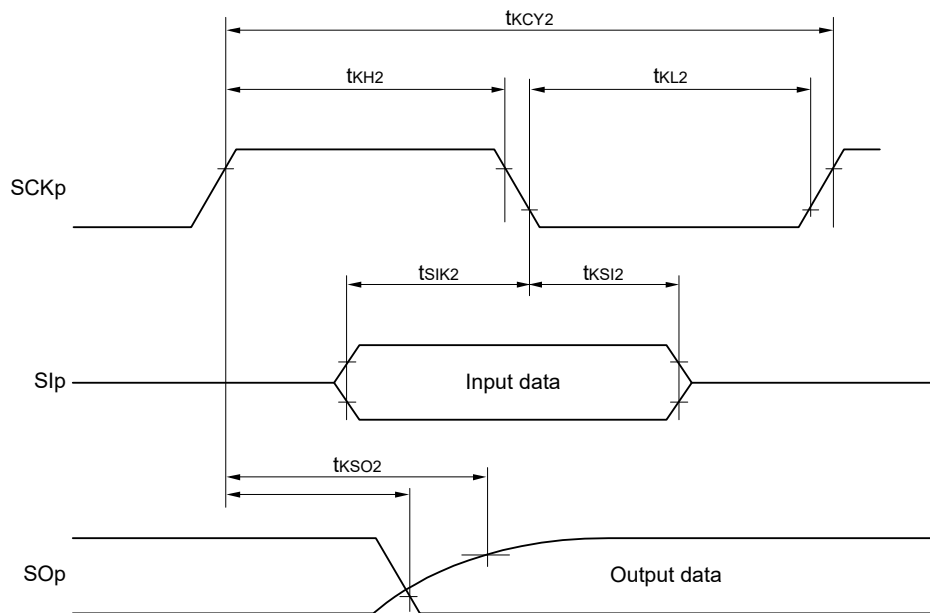 tKCY2
tKH2
tKL2
SCKp
tSIK2
tKSI2
SIp
Input data
tKSO2
SOp
Output data